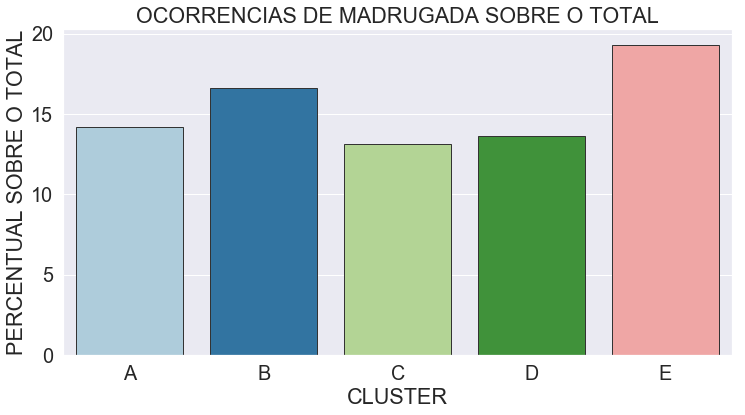 OCORRENCIAS DE MADRUGADA SOBRE O TOTAL
PERCENTUAL SOBRE O TOTAL
20
15
10
5
0
A B C D E
CLUSTER